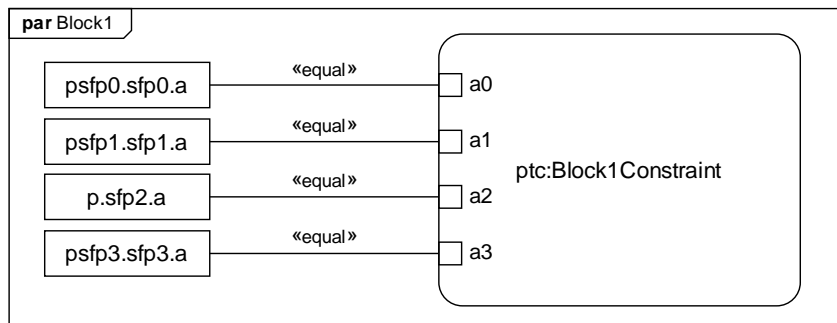 par Block1
psfp0.sfp0.a
«equal»
a0
psfp1.sfp1.a
«equal»
a1
ptc:Block1Constraint
p.sfp2.a
«equal»
a2
psfp3.sfp3.a
«equal»
a3